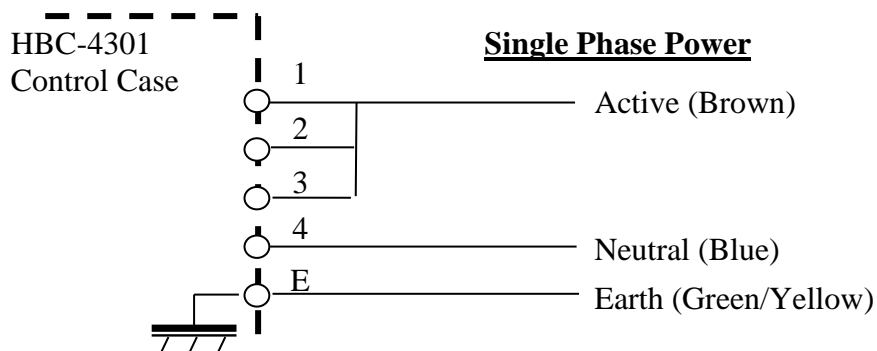 HBC-4301
Control Case
Single Phase Power
1
Active (Brown)
2
3
4
Neutral (Blue)
E
Earth (Green/Yellow)